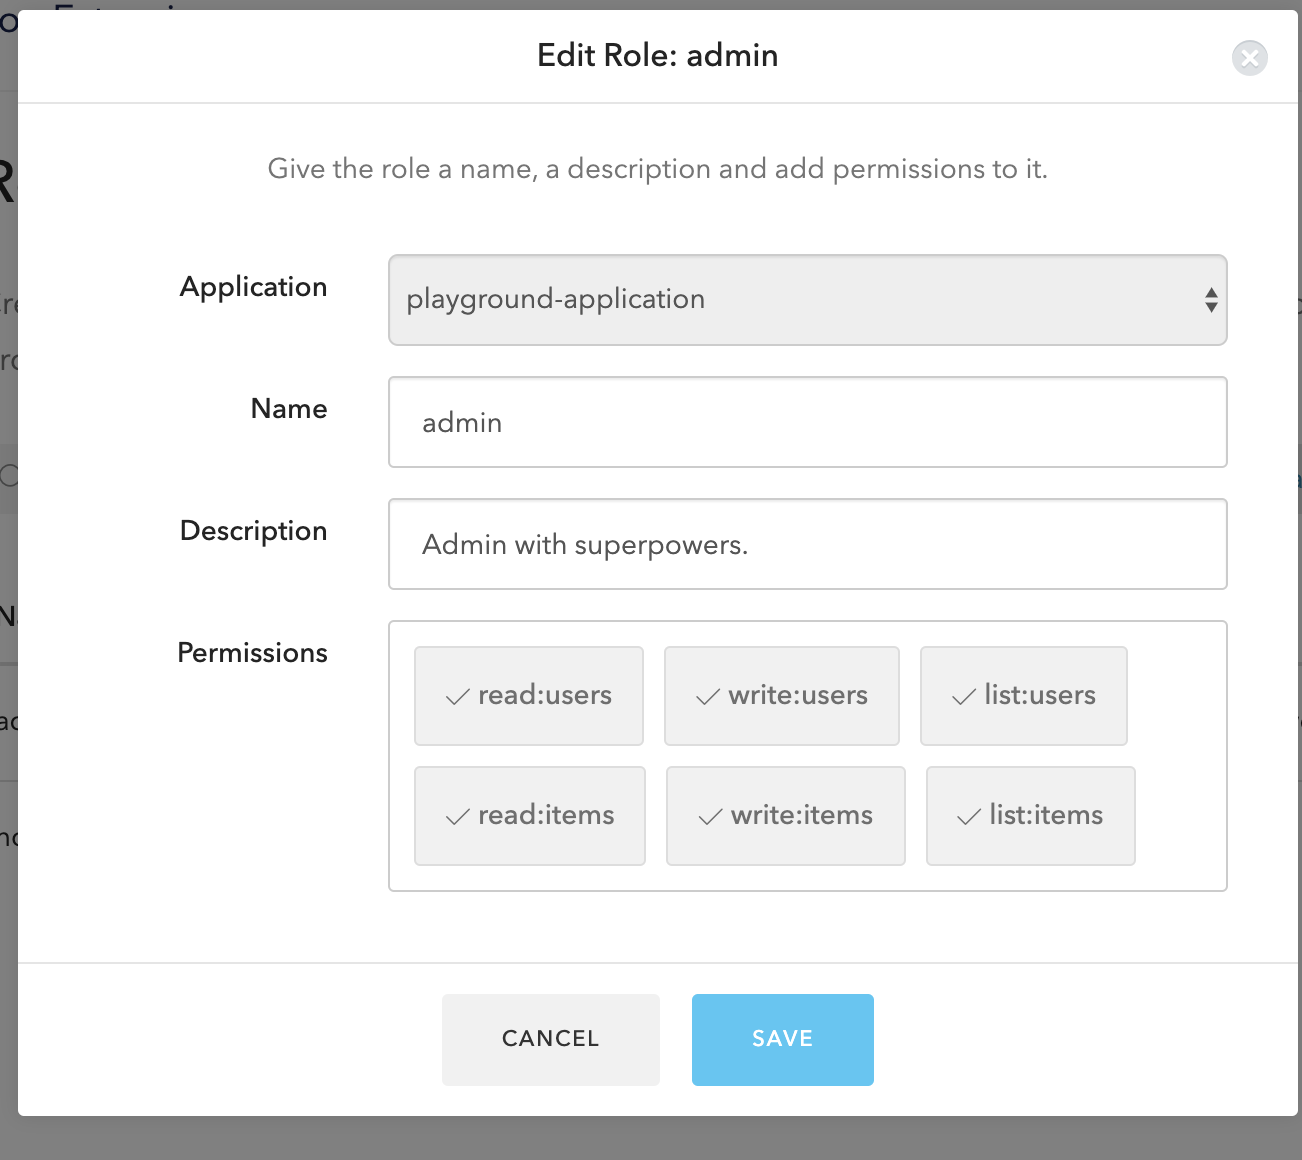 Edit Role: admin
Give the role a name, a description and add permissions to it.
Application
playground-application
Name
admin
Description
Admin with superpowers.
Permissions
read:users write:users list:users
read:items write:items list:items
CANCEL SAVE